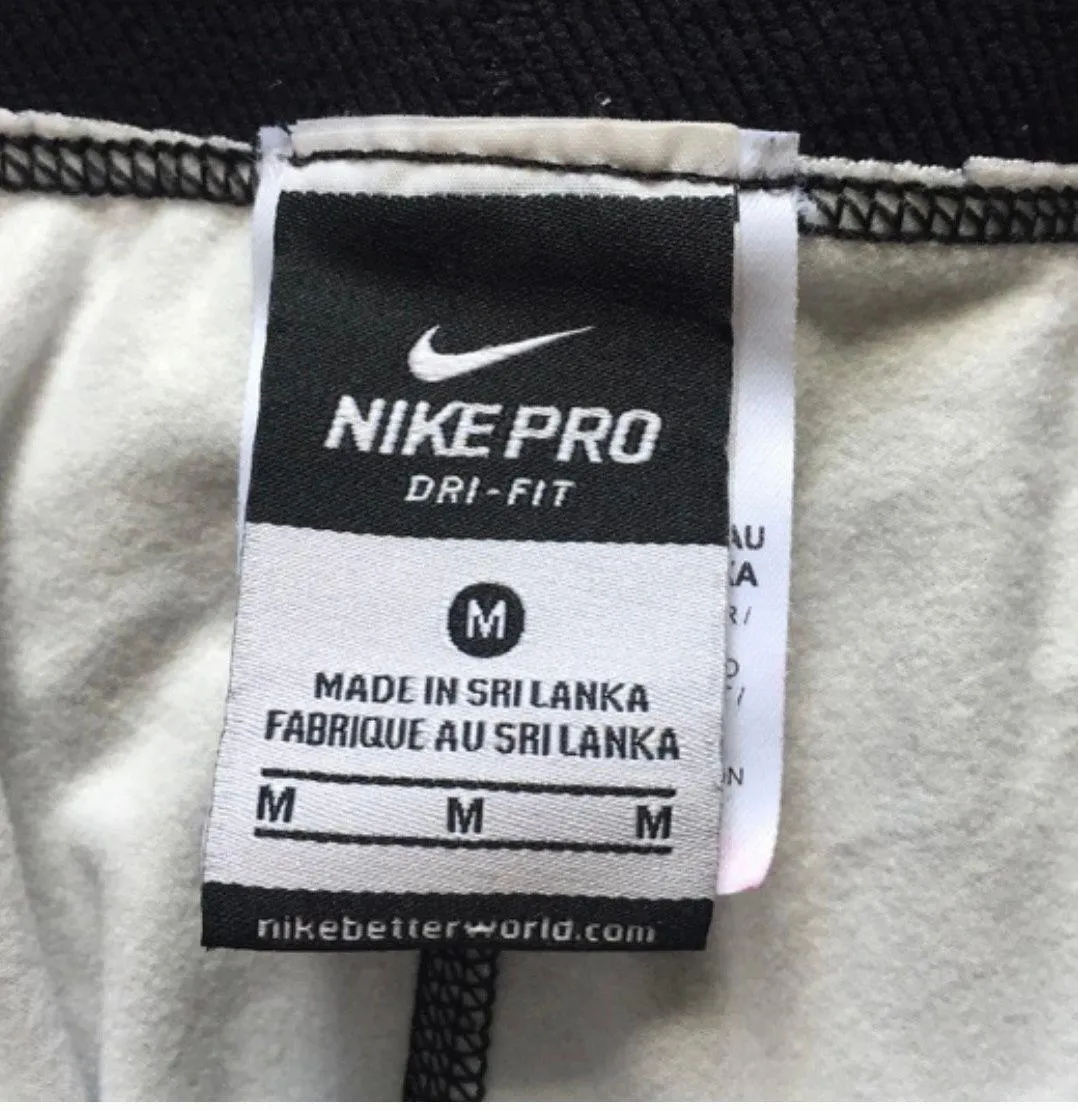 NIKE PRO
DRI-FIT
M
MADE IN SRI LANKA
FABRIQUE AU SRI LANKA
M M M
nikebetterworld.com